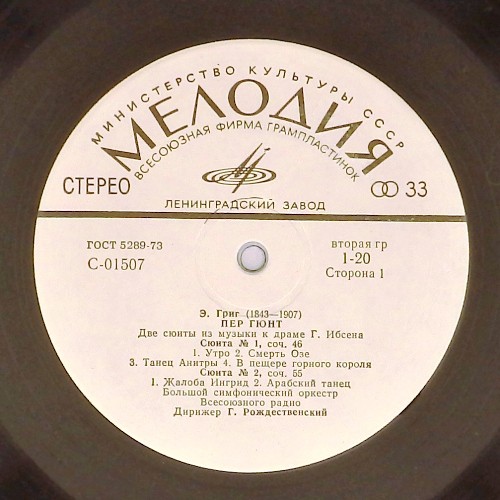 МИНИСТЕРСТВО КУЛЬТУРЫ СССР
МЕЛОДИЯ
ВСЕСОЮЗНАЯ ФИРМА ГРАМПЛАСТИНОК
СТЕРЕО
33
ЛЕНИНГРАДСКИЙ ЗАВОД
ГОСТ 5289-73
С-01507
вторая гр
1-20
Сторона 1
Э. Григ (1843—1907)
ПЕР ГЮНТ
Две сюиты из музыки к драме Г. Ибсена
Сюита № 1, соч. 46
1. Утро 2. Смерть Озе
3. Танец Анитры 4. В пещере горного короля
Сюита № 2, соч. 55
1. Жалоба Ингрид 2. Арабский танец
Большой симфонический оркестр
Всесоюзного радио
Дирижер Г. Рождественский